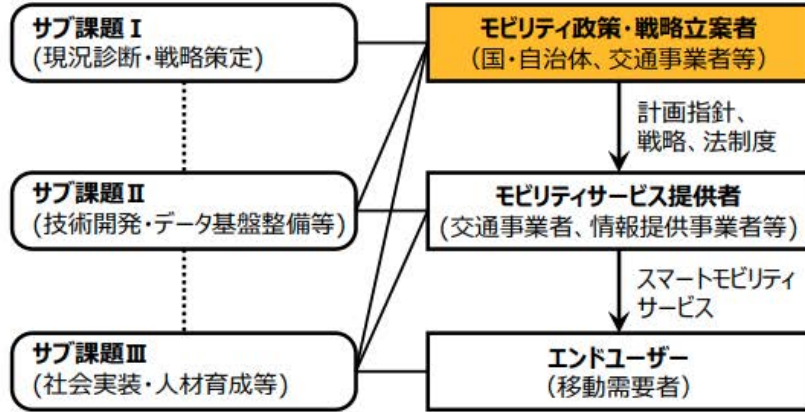 サブ課題Ⅰ
(現況診断・戦略策定)
モビリティ政策・戦略立案者
(国・自治体、交通事業者等)
計画指針、
戦略、法制度
サブ課題Ⅱ
(技術開発・データ基盤整備等)
モビリティサービス提供者
(交通事業者、情報提供事業者等)
スマートモビリティ
サービス
サブ課題Ⅲ
(社会実装・人材育成等)
エンドユーザー
(移動需要者)